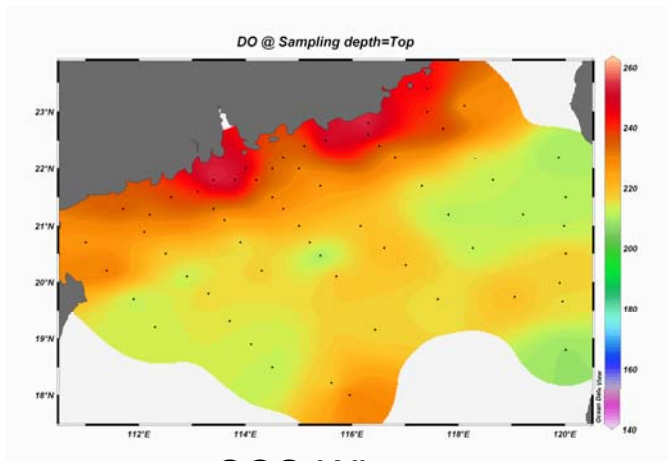 DO @ Sampling depth=Top
260
23°N
240
22°N
220
21°N
200
20°N
180
19°N
160
18°N
140
112°E 114°E 116°E 118°E 120°E
Ocean Data View